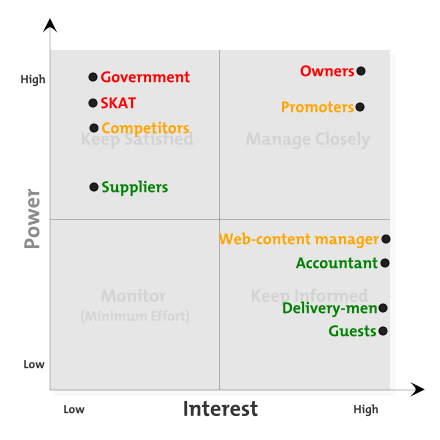 High
Government
Owners
SKAT
Promoters
Competitors
Keep Satisfied
Manage Closely
Suppliers
Power
Web-content manager
Accountant
Monitor
(Minimum Effort)
Keep Informed
Delivery-men
Guests
Low
Low
Interest
High